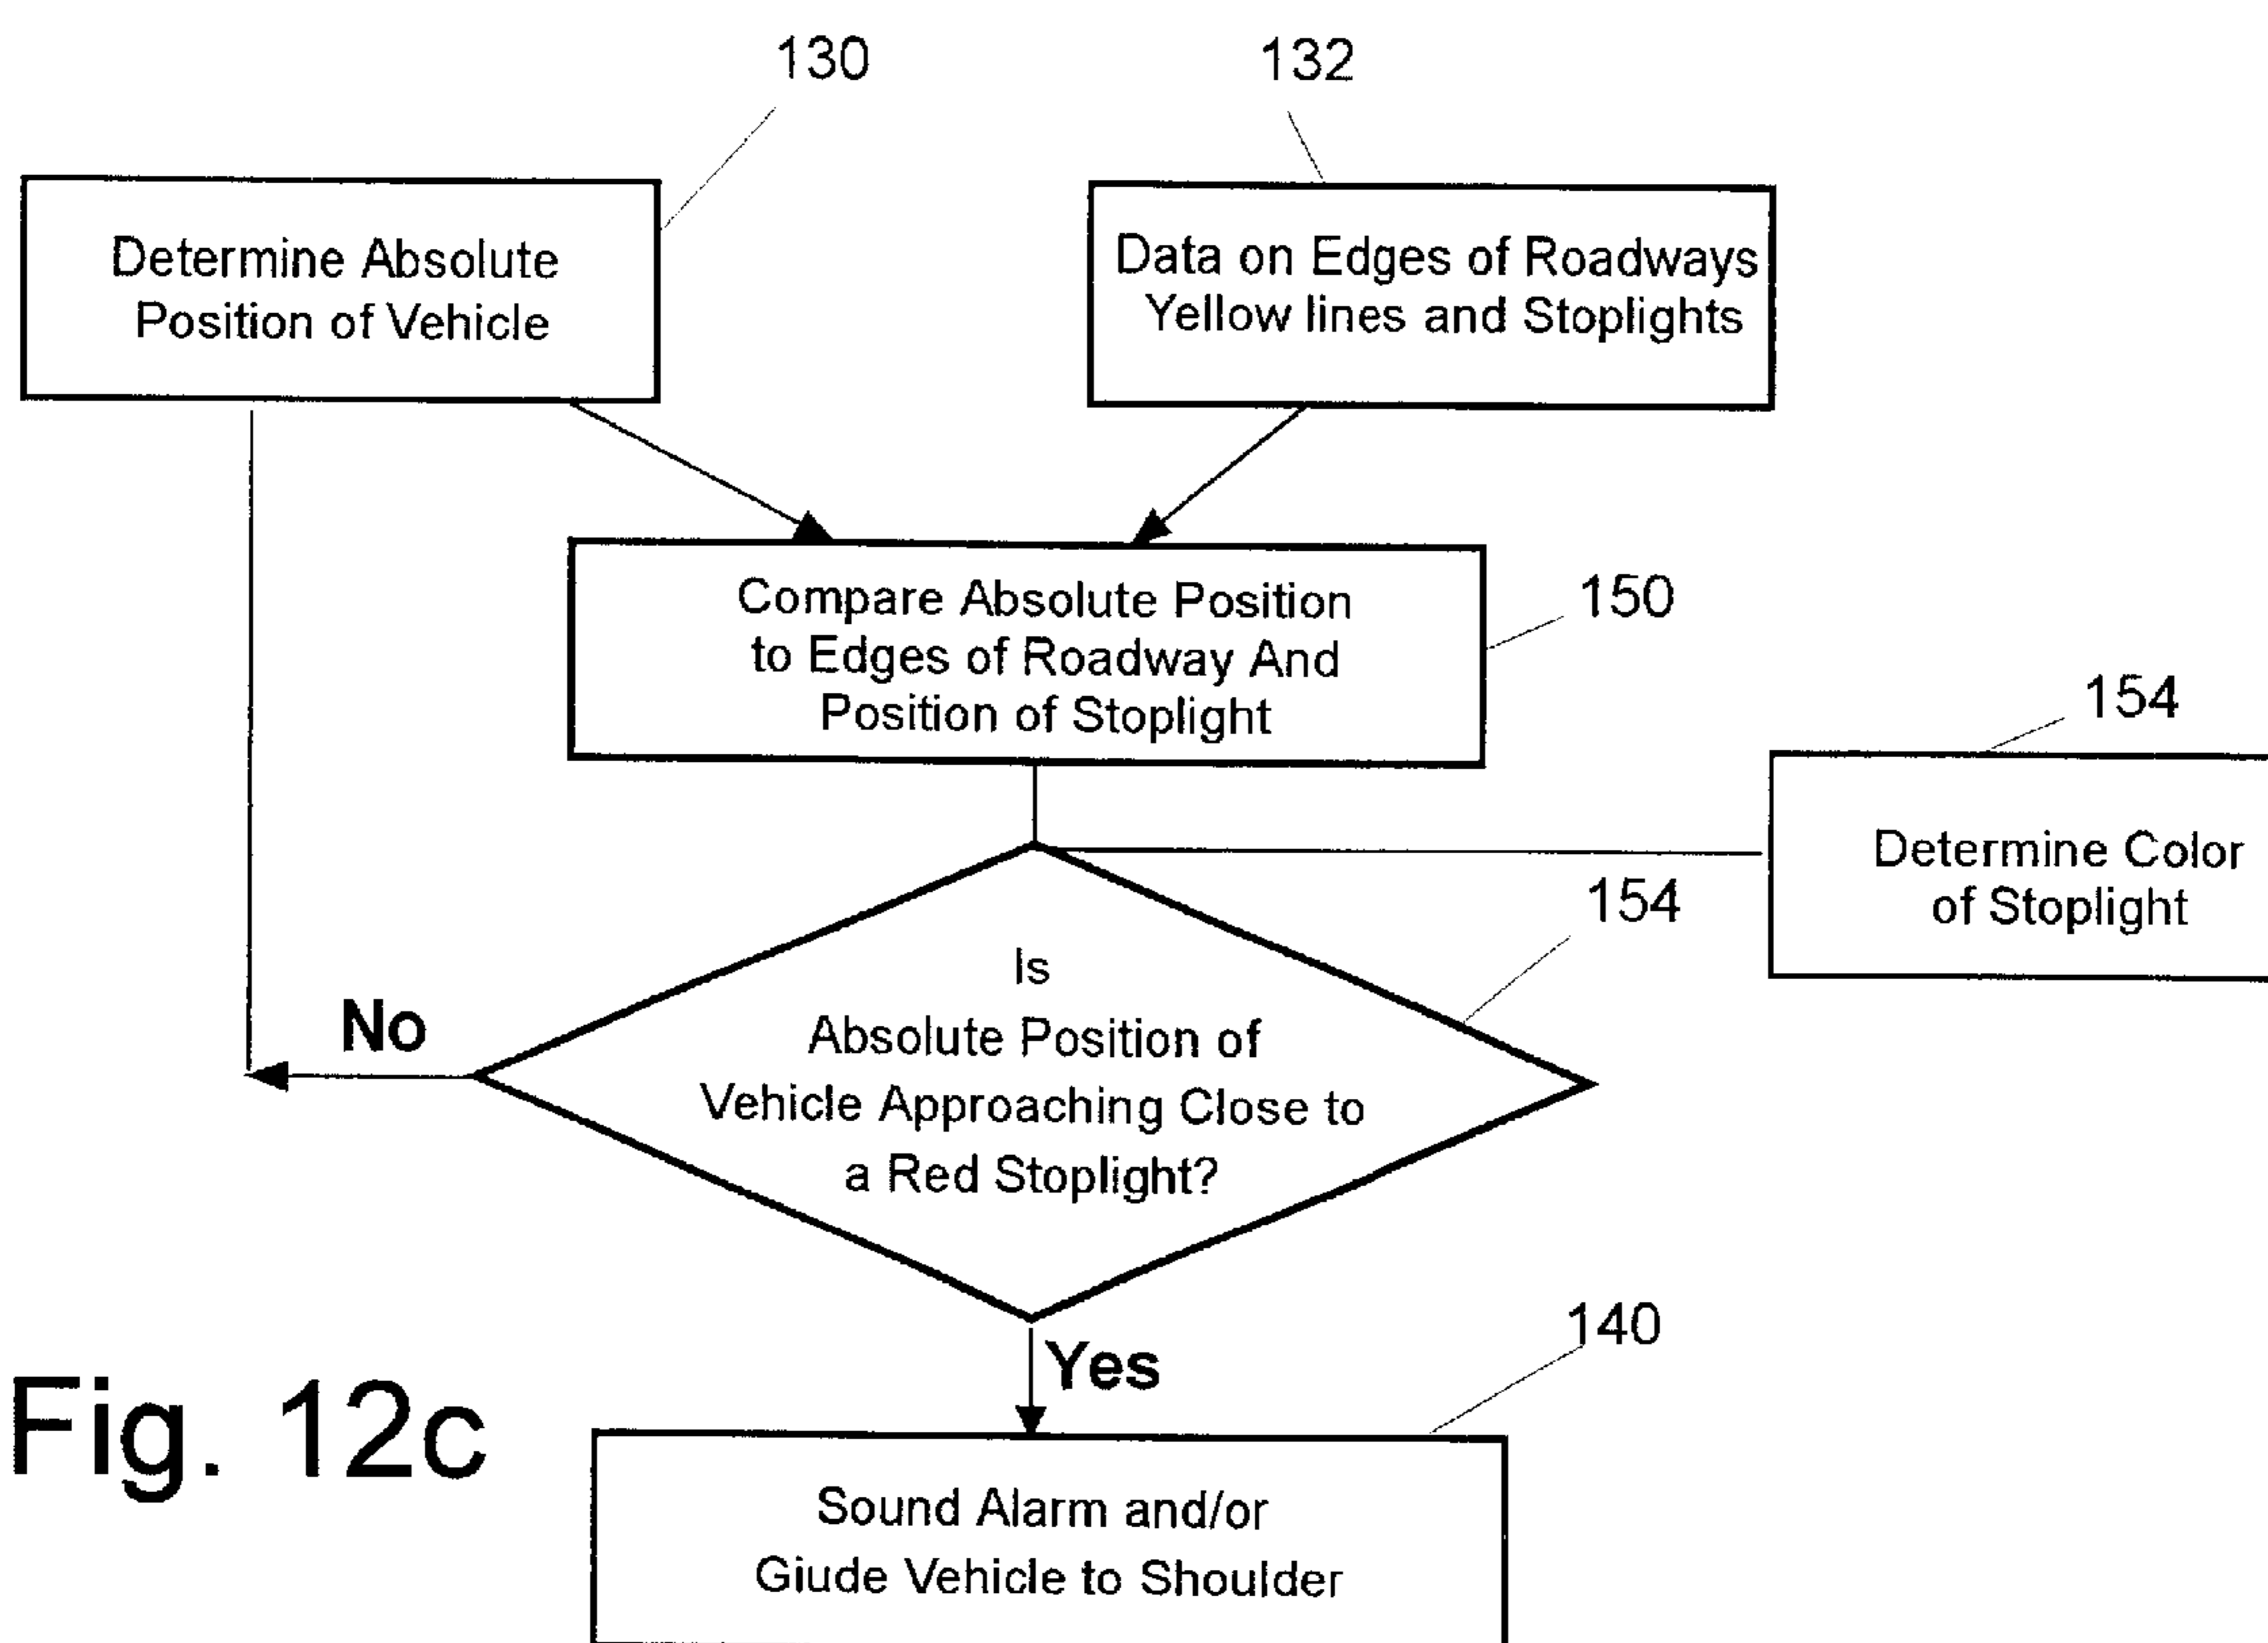 130
132
Determine Absolute
Position of Vehicle
Data on Edges of Roadways
Yellow lines and Stoplights
Compare Absolute Position
to Edges of Roadway And
Position of Stoplight
150
154
Determine Color
of Stoplight
154
Is
Absolute Position of
Vehicle Approaching Close to
a Red Stoplight?
No
Yes
140
Sound Alarm and/or
Giude Vehicle to Shoulder
Fig. 12c